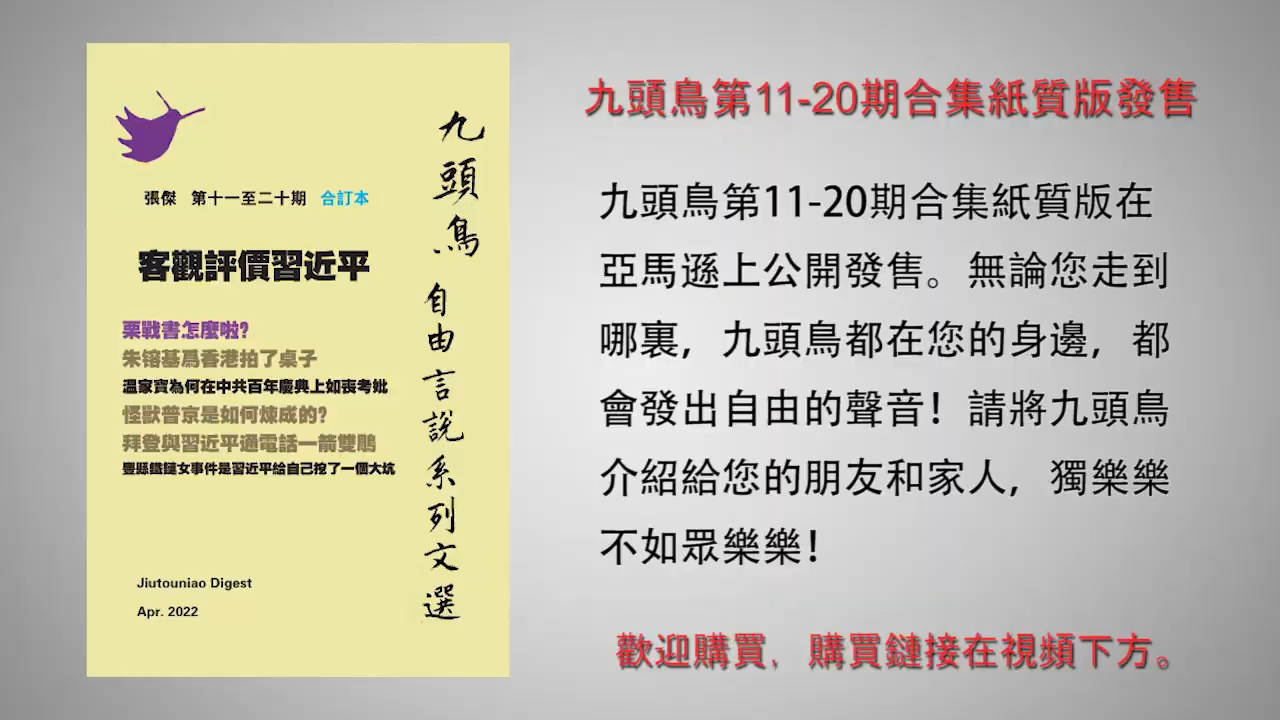 九頭鳥 自由言說系列文選
張傑 第十一至二十期 合訂本
客觀評價習近平
栗戰書怎麼啦?
朱镕基爲香港拍了桌子
溫家寶為何在中共百年慶典上如喪考妣
怪獸普京是如何煉成的?
拜登與習近平通電話一箭雙鵰
豐縣鐵鏈女事件是習近平給自己挖了一個大坑
Jiutouniao Digest
Apr. 2022
九頭鳥第11-20期合集紙質版發售
九頭鳥第11-20期合集紙質版在
亞馬遜上公開發售。無論您走到
哪裏，九頭鳥都在您的身邊，都
會發出自由的聲音！請將九頭鳥
介紹給您的朋友和家人，獨樂樂
不如眾樂樂！
歡迎購買，購買鏈接在視頻下方。